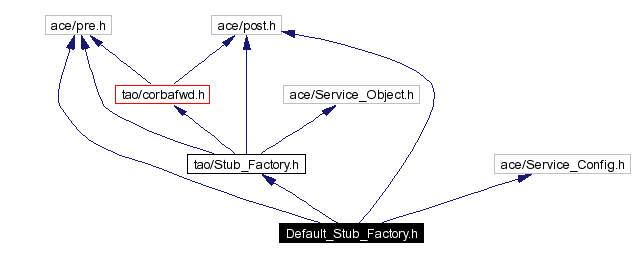 ace/pre.h
ace/post.h
tao/corbafwd.h
ace/Service_Object.h
tao/Stub_Factory.h
ace/Service_Config.h
Default_Stub_Factory.h